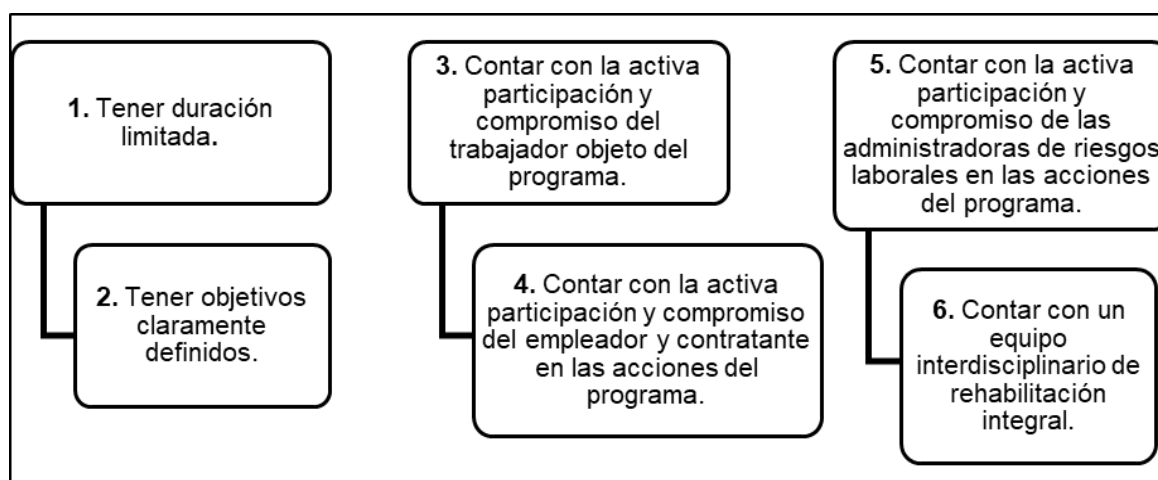 1. Tener duración
limitada.
2. Tener objetivos
claramente
definidos.
3. Contar con la activa
participación y
compromiso del
trabajador objeto del
programa.
4. Contar con la activa
participación y compromiso
del empleador y contratante
en las acciones del
programa.
5. Contar con la activa
participación y
compromiso de las
administradoras de riesgos
laborales en las acciones
del programa.
6. Contar con un
equipo
interdisciplinario de
rehabilitación
integral.